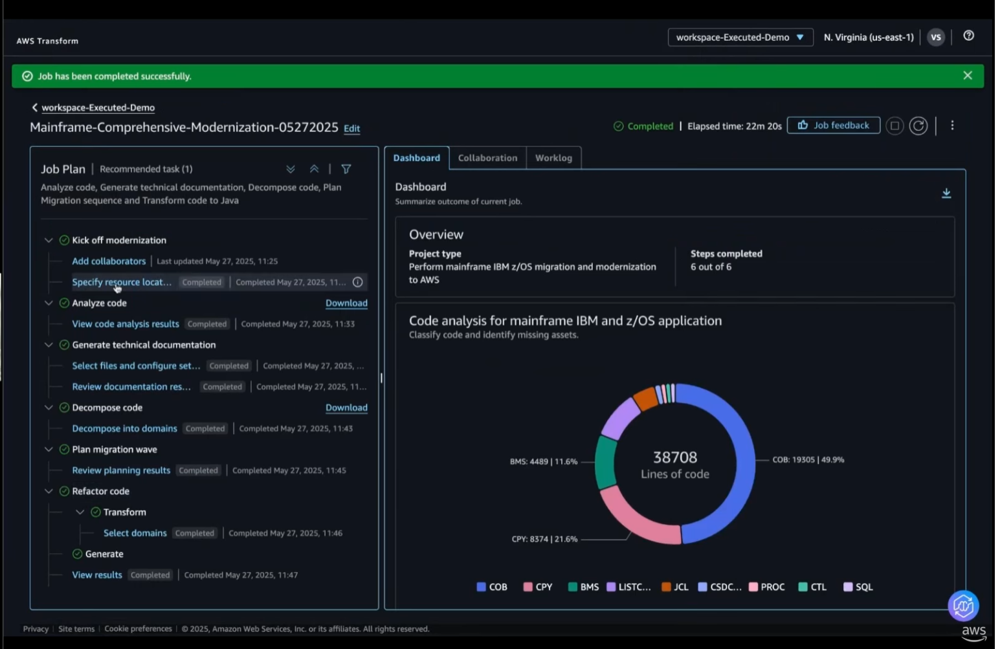 AWS Transform
workspace-Executed-Demo
N. Virginia (us-east-1)
VS
Job has been completed successfully.
workspace-Executed-Demo
Mainframe-Comprehensive-Modernization-05272025 Edit
Completed | Elapsed time: 22m 20s
Job feedback
Job Plan | Recommended task (1)
Analyze code, Generate technical documentation, Decompose code, Plan
Migration sequence and Transform code to Java
Kick off modernization
Add collaborators | Last updated May 27, 2025, 11:25
Specify resource locat... Completed | Completed May 27, 2025, 11...
Analyze code Download
View code analysis results Completed | Completed May 27, 2025, 11:33
Generate technical documentation
Select files and configure set... Completed | Completed May 27, 2025, ...
Review documentation res... Completed | Completed May 27, 2025, 11...
Decompose code Download
Decompose into domains Completed | Completed May 27, 2025, 11:43
Plan migration wave
Review planning results Completed | Completed May 27, 2025, 11:45
Refactor code
Transform
Select domains Completed | Completed May 27, 2025, 11:46
Generate
View results Completed | Completed May 27, 2025, 11:47
Dashboard Collaboration Worklog
Dashboard
Summarize outcome of current job.
Overview
Project type
Perform mainframe IBM z/OS migration and modernization
to AWS
Steps completed
6 out of 6
Code analysis for mainframe IBM and z/OS application
Classify code and identify missing assets.
BMS: 4489 | 11.6%
38708
Lines of code
COB: 19305 | 49.9%
CPY: 8374 | 21.6%
COB CPY BMS LISTC... JCL CSDC... PROC CTL SQL
Privacy | Site terms | Cookie preferences | © 2025, Amazon Web Services, Inc. or its affiliates. All rights reserved.
aws